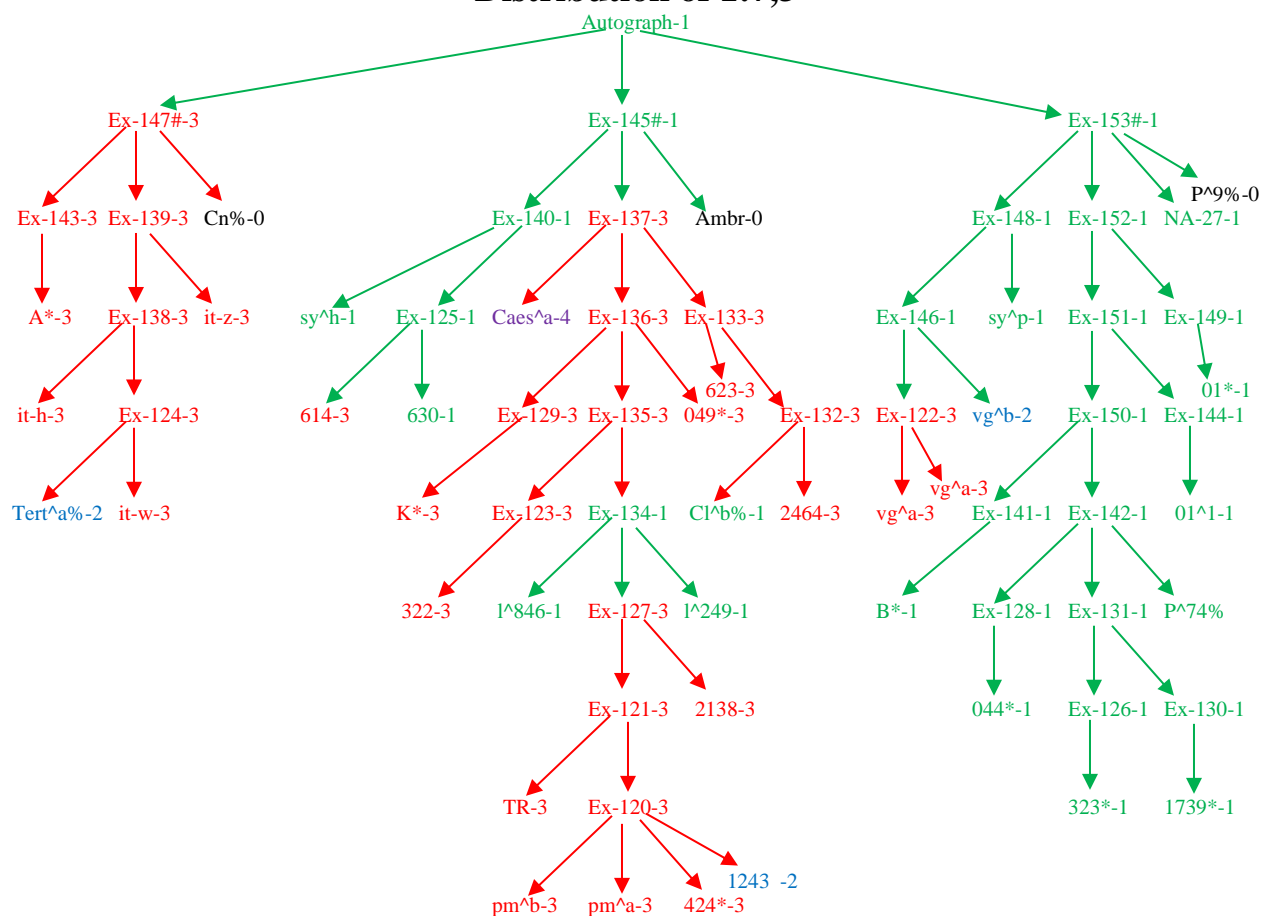 Autograph-1
Ex-147#-3 Ex-145#-1 Ex-153#-1
P^9%-0
Ex-143-3 Ex-139-3 Cn%-0 Ex-140-1 Ex-137-3 Ambr-0 Ex-148-1 Ex-152-1 NA-27-1
A*-3 Ex-138-3 it-z-3 sy^h-1 Ex-125-1 Caes^a-4 Ex-136-3 Ex-133-3 Ex-146-1 sy^p-1 Ex-151-1 Ex-149-1
623-3 01*-1
it-h-3 Ex-124-3 614-3 630-1 Ex-129-3 Ex-135-3 049*-3 Ex-132-3 Ex-122-3 vg^b-2 Ex-150-1 Ex-144-1
vg^a-3
Tert^a%-2 it-w-3 K*-3 Ex-123-3 Ex-134-1 Cl^b%-1 2464-3 vg^a-3 Ex-141-1 Ex-142-1 01^1-1
322-3 l^846-1 Ex-127-3 l^249-1 B*-1 Ex-128-1 Ex-131-1 P^74%
Ex-121-3 2138-3 044*-1 Ex-126-1 Ex-130-1
TR-3 Ex-120-3 323*-1 1739*-1
1243 -2
pm^b-3 pm^a-3 424*-3